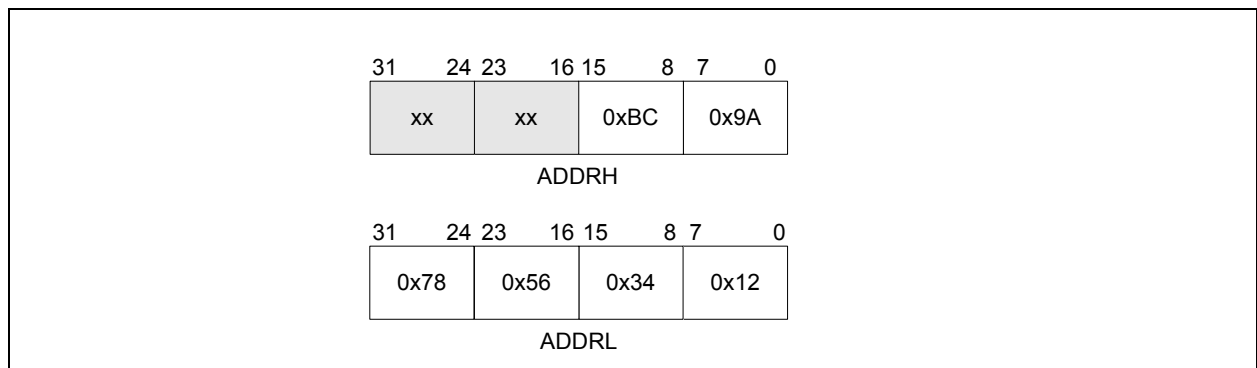 31 24 23 16 15 8 7 0
xx xx 0xBC 0x9A
ADDRH
31 24 23 16 15 8 7 0
0x78 0x56 0x34 0x12
ADDRL